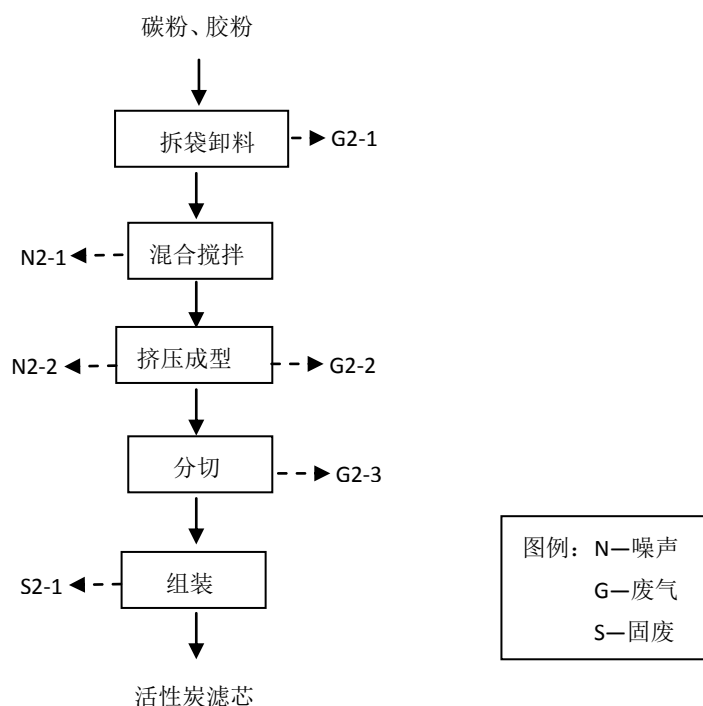 碳粉、胶粉
拆袋卸料
G2-1
N2-1
混合搅拌
N2-2
挤压成型
G2-2
分切
G2-3
S2-1
组装
活性炭滤芯
图例：N—噪声
G—废气
S—固废